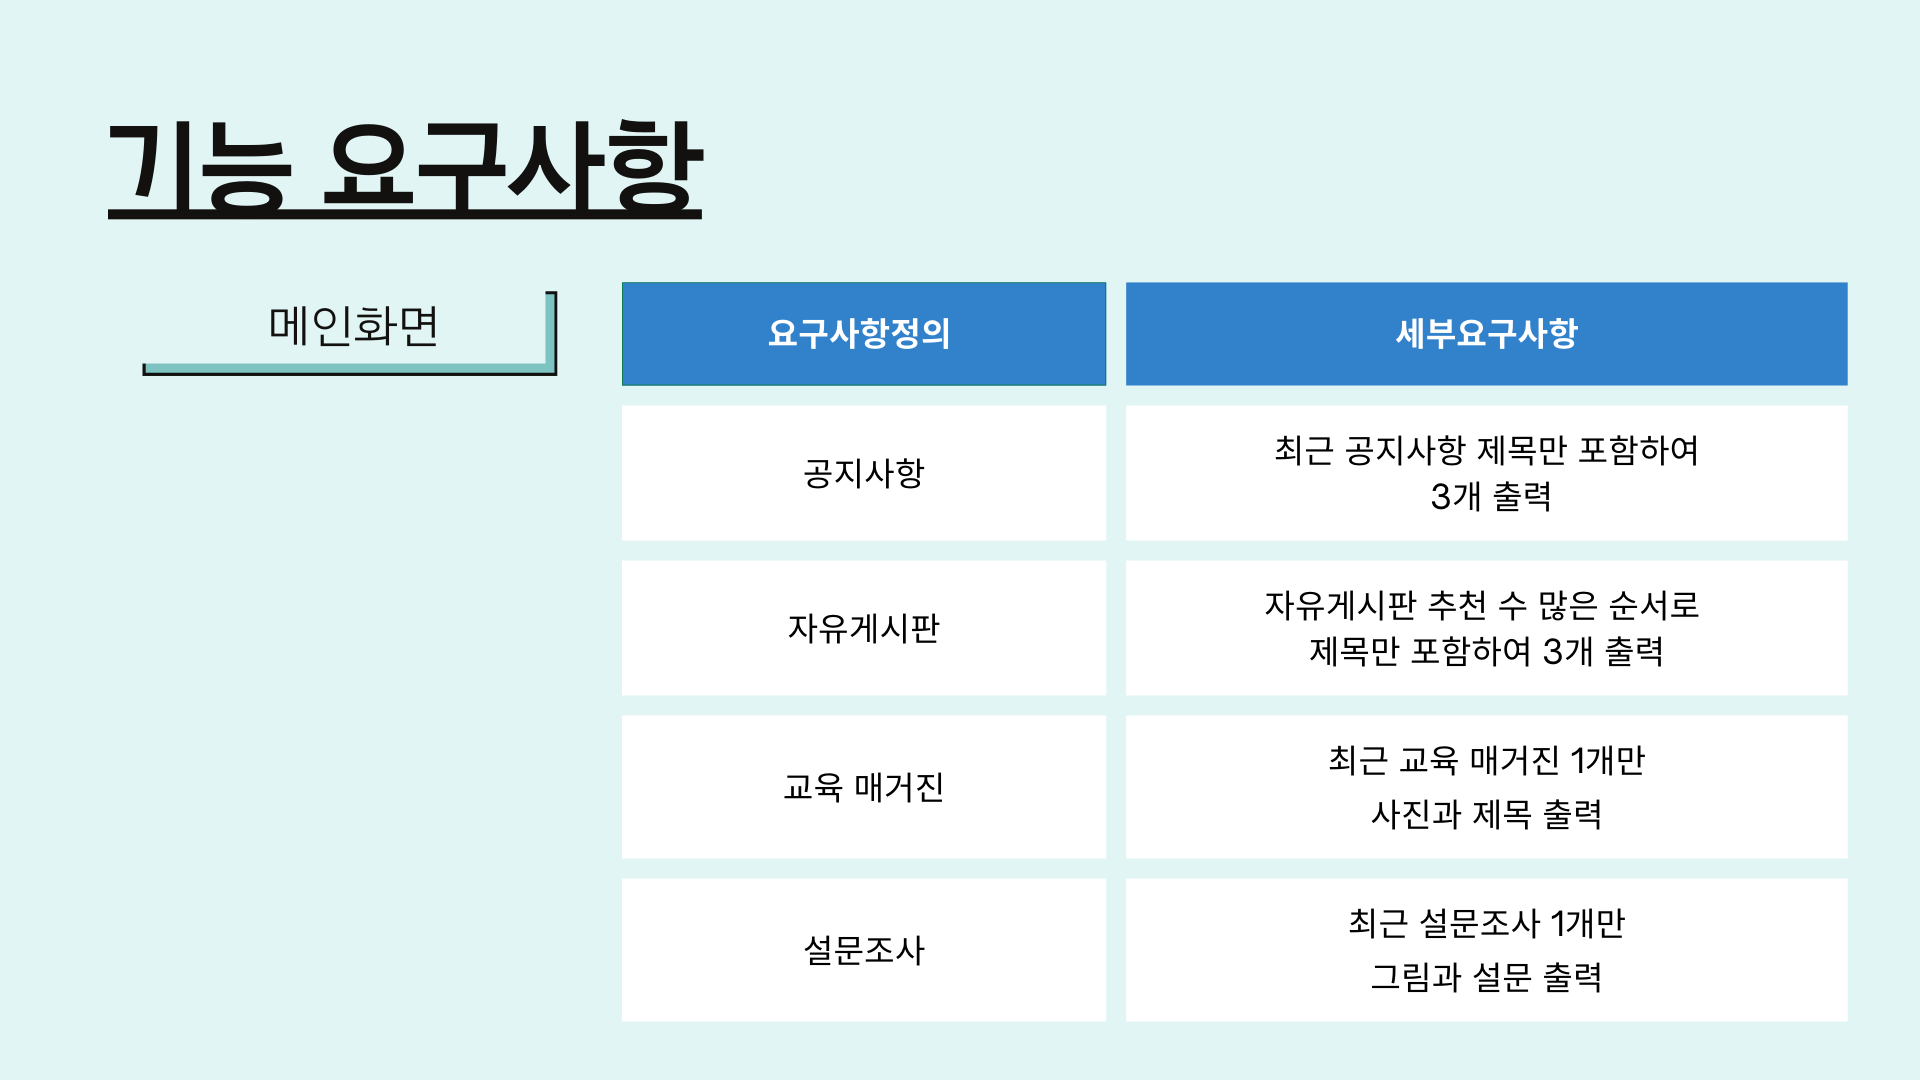 기능 요구사항
메인화면
요구사항정의
세부요구사항
공지사항
최근 공지사항 제목만 포함하여
3개 출력
자유게시판
자유게시판 추천 수 많은 순서로
제목만 포함하여 3개 출력
교육 매거진
최근 교육 매거진 1개만
사진과 제목 출력
설문조사
최근 설문조사 1개만
그림과 설문 출력